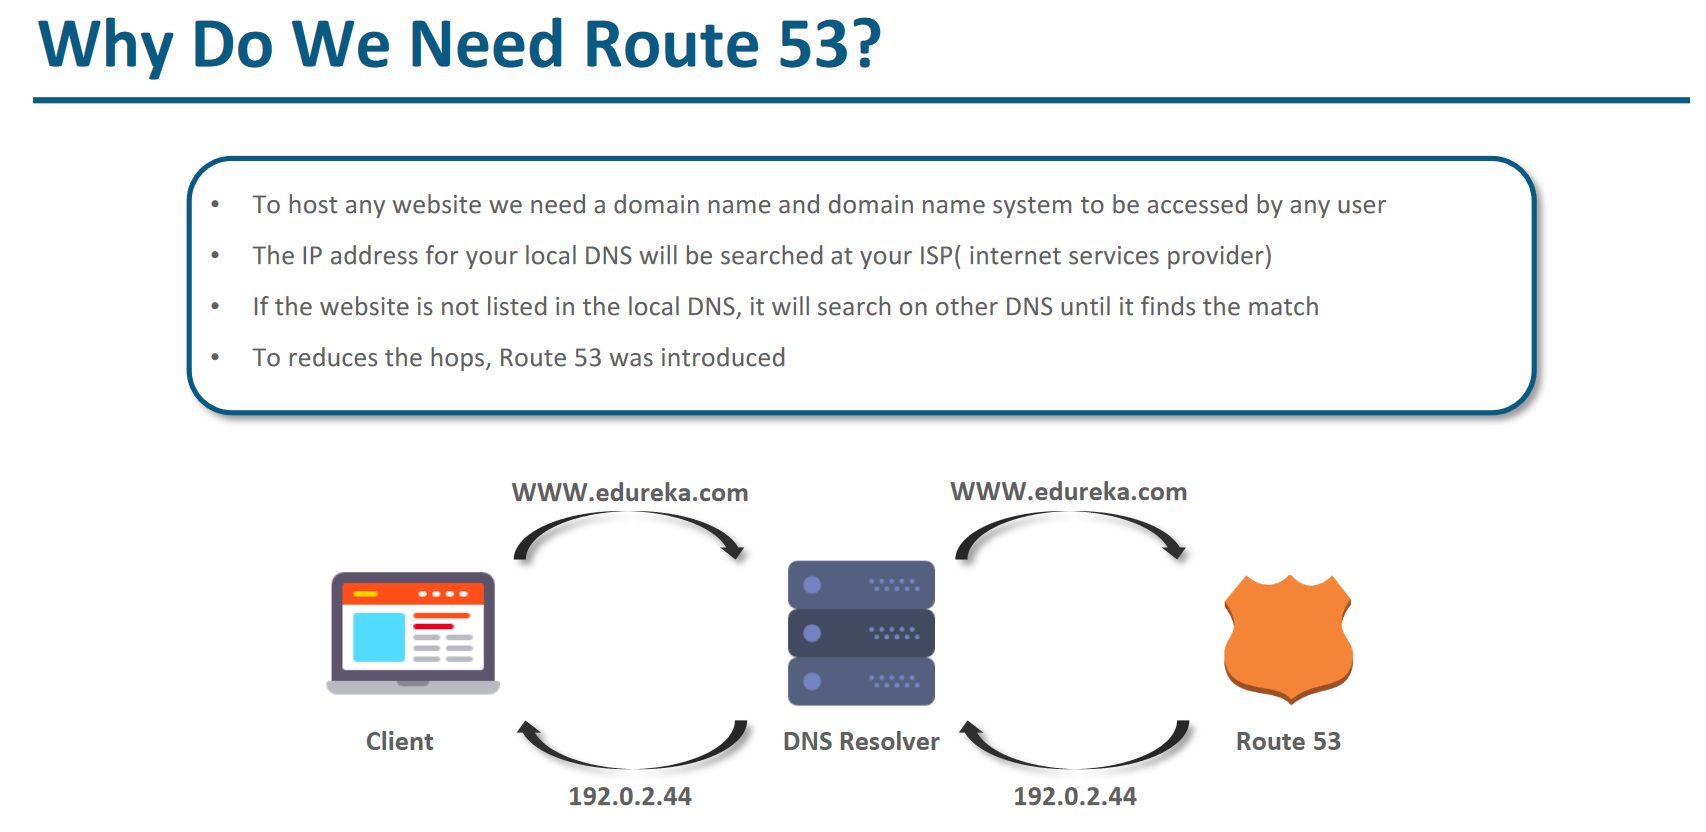 Why Do We Need Route 53?
• To host any website we need a domain name and domain name system to be accessed by any user
• The IP address for your local DNS will be searched at your ISP( internet services provider)
• If the website is not listed in the local DNS, it will search on other DNS until it finds the match
• To reduces the hops, Route 53 was introduced
WWW.edureka.com
WWW.edureka.com
Client
DNS Resolver
Route 53
192.0.2.44
192.0.2.44